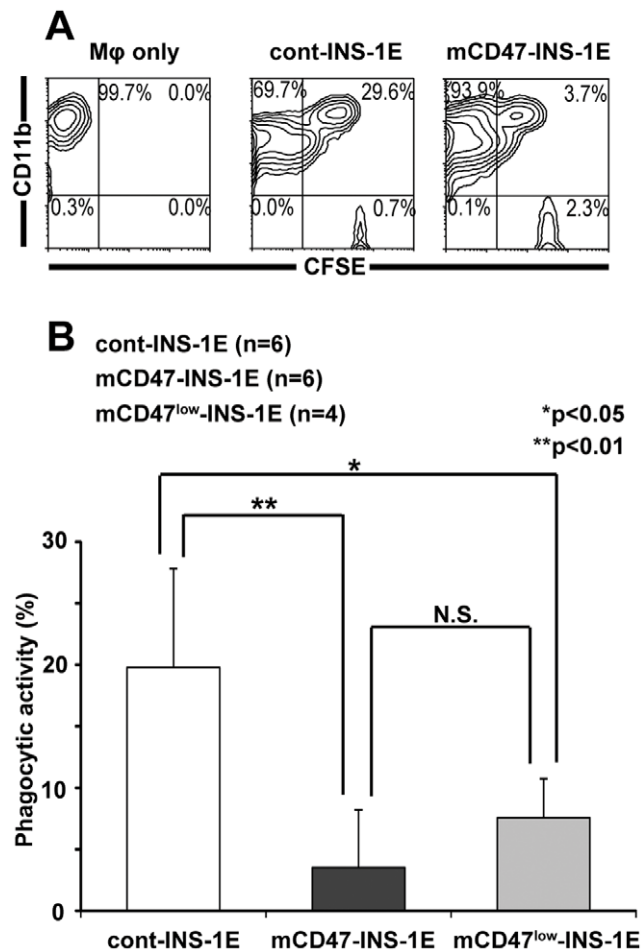 A
Mφ only cont-INS-1E mCD47-INS-1E
99.7% 0.0% 69.7% 29.6% 93.9% 3.7%
CD11b
0.3% 0.0% 0.0% 0.7% 0.1% 2.3%
CFSE
B
cont-INS-1E (n=6)
mCD47-INS-1E (n=6)
mCD47low-INS-1E (n=4)
*p<0.05
**p<0.01
*
**
N.S.
Phagocytic activity (%)
30
20
10
0
cont-INS-1E mCD47-INS-1E mCD47low-INS-1E